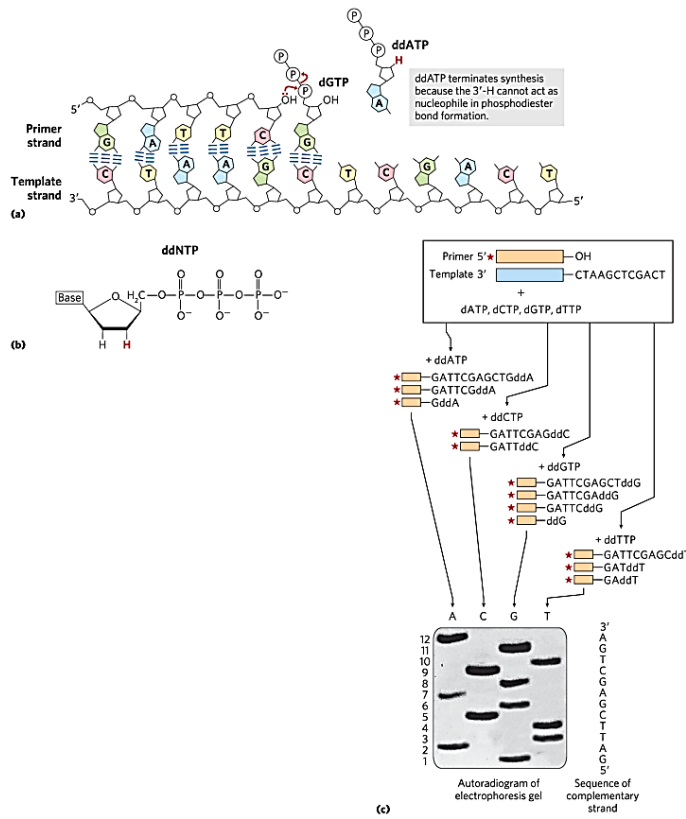 P
P
P
ddATP
H
A
P
P
P
dGTP
OH
OH
ddATP terminates synthesis
because the 3′-H cannot act as
nucleophile in phosphodiester
bond formation.
5′
Primer
strand
G A T T C G
Template
strand
C T A A G C T C G A C T
3′
5′
(a)
ddNTP
Base
O
H2C—O—P—O—P—O—P—O−
O O O
O− O− O−
H H
(b)
Primer 5′★ —OH
Template 3′ —CTAAGCTCGACT
+
dATP, dCTP, dGTP, dTTP
+ ddATP
★ —GATTCGAGCTGddA
★ —GATTCGddA
★ —GddA
+ ddCTP
★ —GATTCGAGddC
★ —GATTddC
+ ddGTP
★ —GATTCGAGCTddG
★ —GATTCGAddG
★ —GATTCddG
★ —ddG
+ ddTTP
★ —GATTCGAGCddT
★ —GATddT
★ —GAddT
A C G T
12
11
10
9
8
7
6
5
4
3
2
1
3′
A
G
T
C
G
A
G
C
T
T
A
G
5′
Autoradiogram of
electrophoresis gel
Sequence of
complementary
strand
(c)